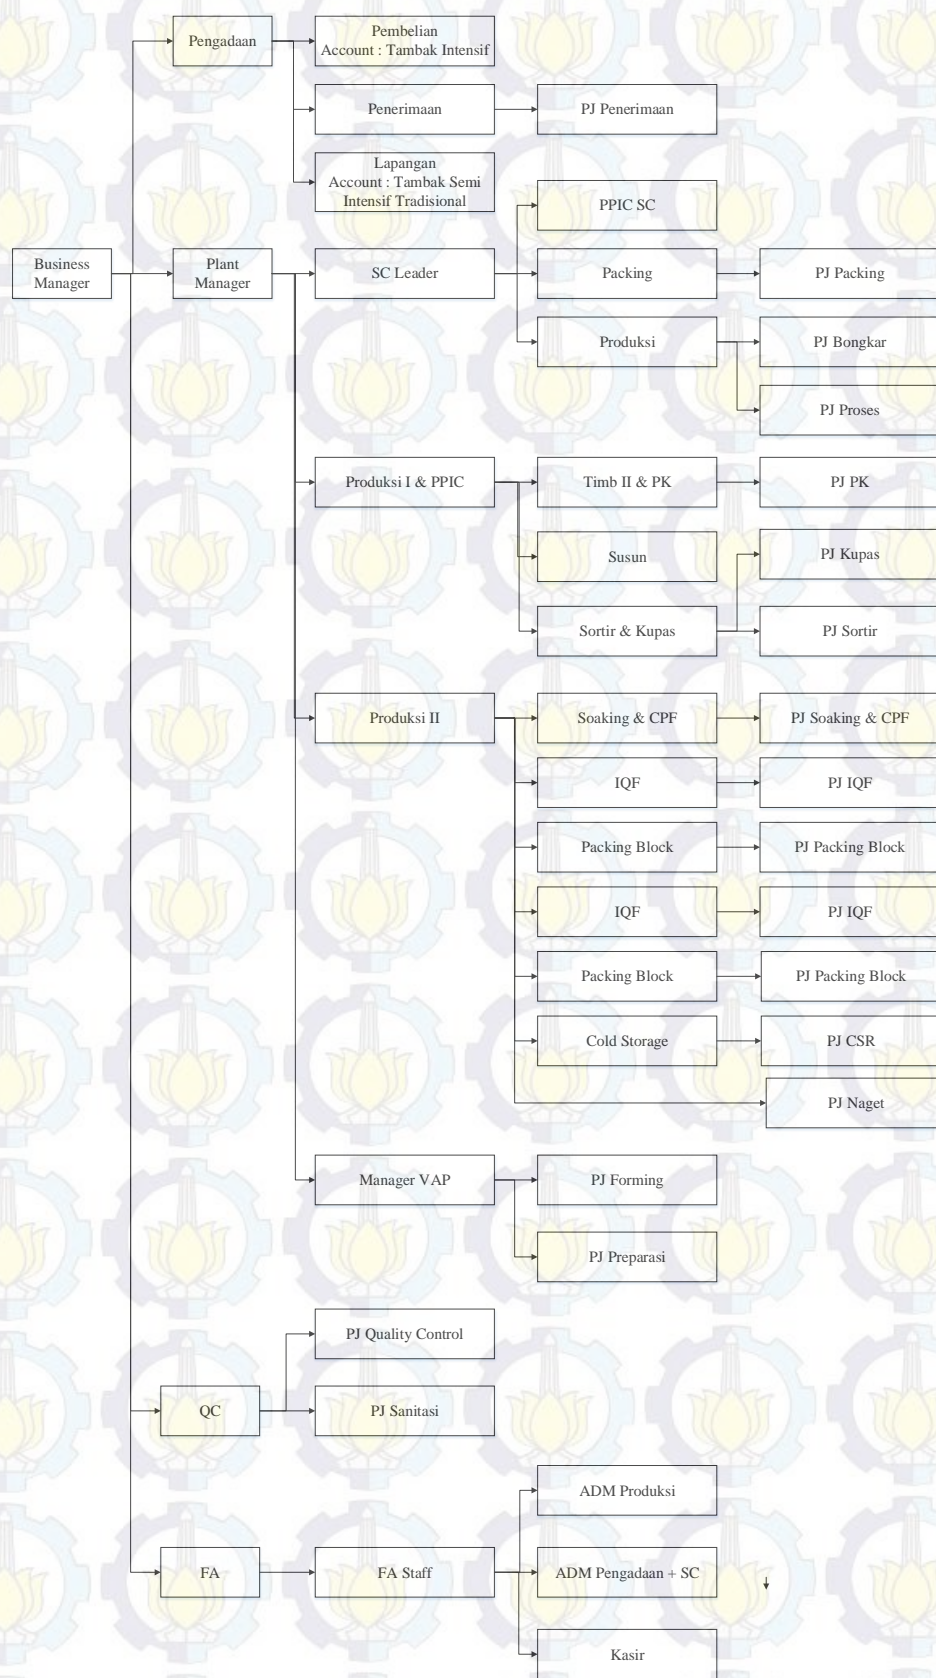 Pengadaan
Pembelian
Account : Tambak Intensif
Penerimaan
PJ Penerimaan
Lapangan
Account : Tambak Semi
Intensif Tradisional
PPIC SC
Business
Manager
Plant
Manager
SC Leader
Packing
PJ Packing
Produksi
PJ Bongkar
PJ Proses
Produksi I & PPIC
Timb II & PK
PJ PK
Susun
PJ Kupas
Sortir & Kupas
PJ Sortir
Produksi II
Soaking & CPF
PJ Soaking & CPF
IQF
PJ IQF
Packing Block
PJ Packing Block
IQF
PJ IQF
Packing Block
PJ Packing Block
Cold Storage
PJ CSR
PJ Naget
Manager VAP
PJ Forming
PJ Preparasi
PJ Quality Control
QC
PJ Sanitasi
ADM Produksi
FA
FA Staff
ADM Pengadaan + SC
Kasir